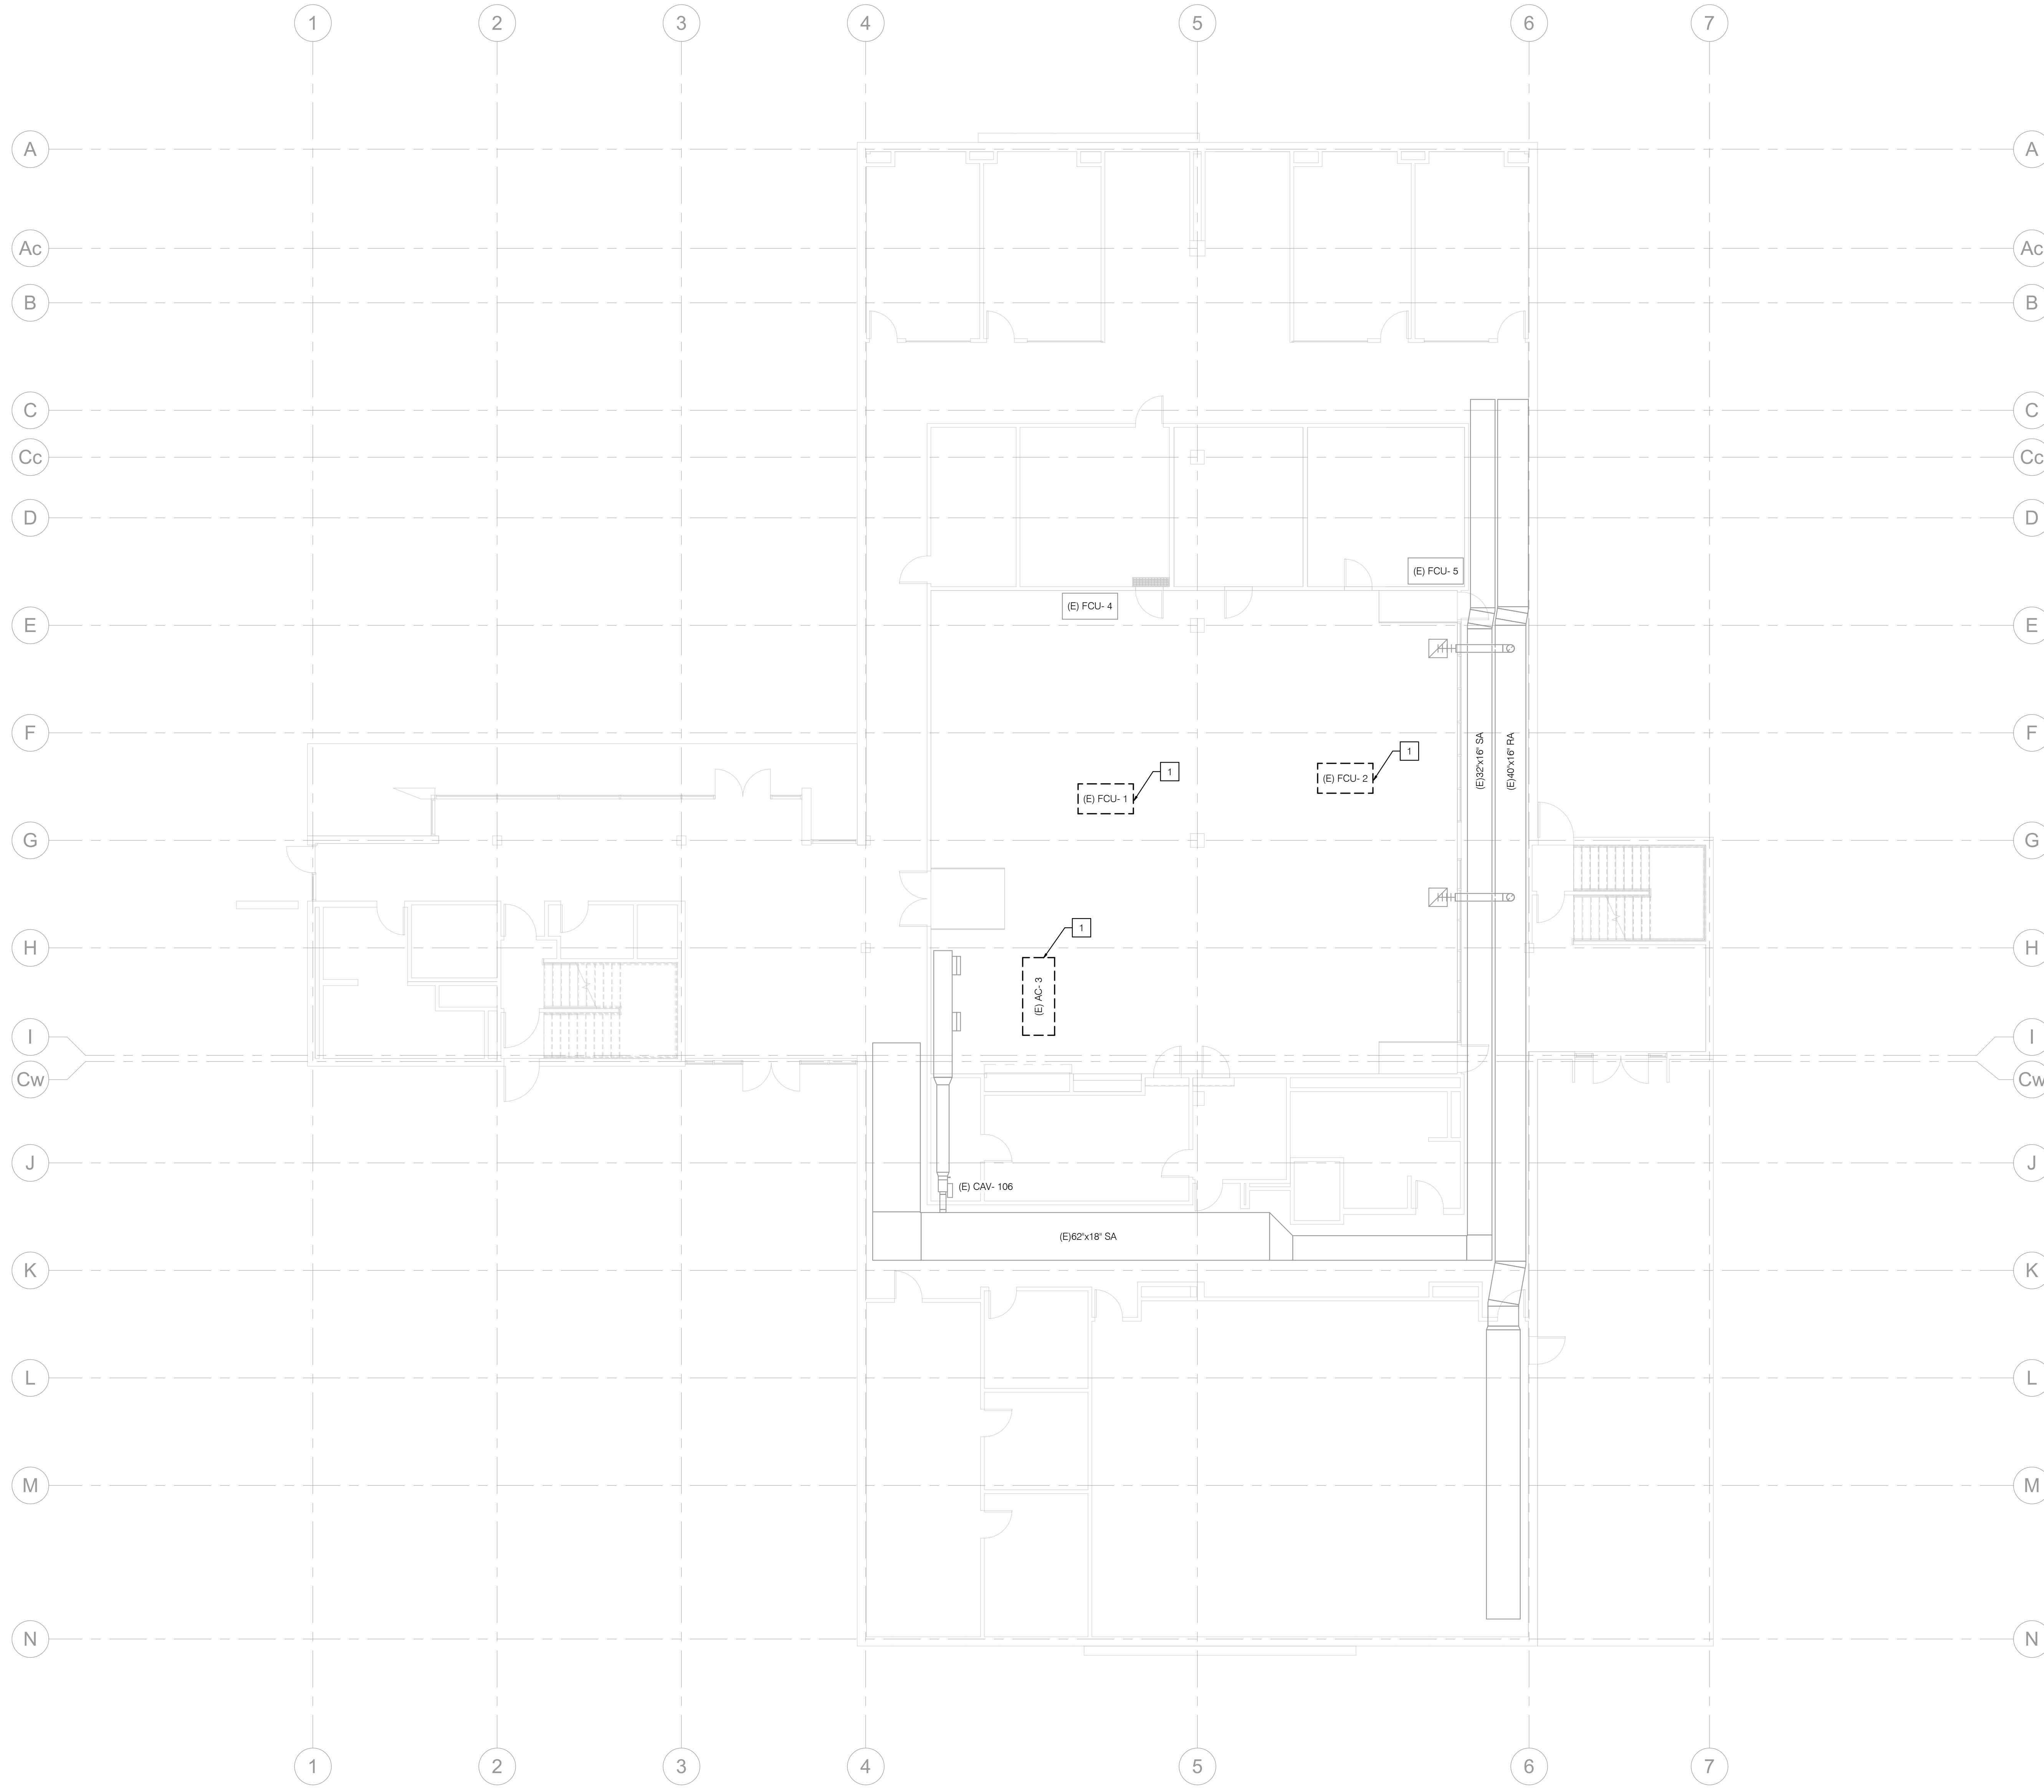 1 2 3 4 5 6 7
A A
Ac Ac
B B
C C
Cc Cc
D D
(E) FCU- 5
(E) FCU- 4
E E
F F
(E)32"x16" SA
(E)40"x16" RA
1
(E) FCU- 2
1
(E) FCU- 1
G G
1
H H
(E) AC- 3
I I
Cw Cw
J J
(E) CAV- 106
(E)62"x18" SA
K K
L L
M M
N N
1 2 3 4 5 6 7